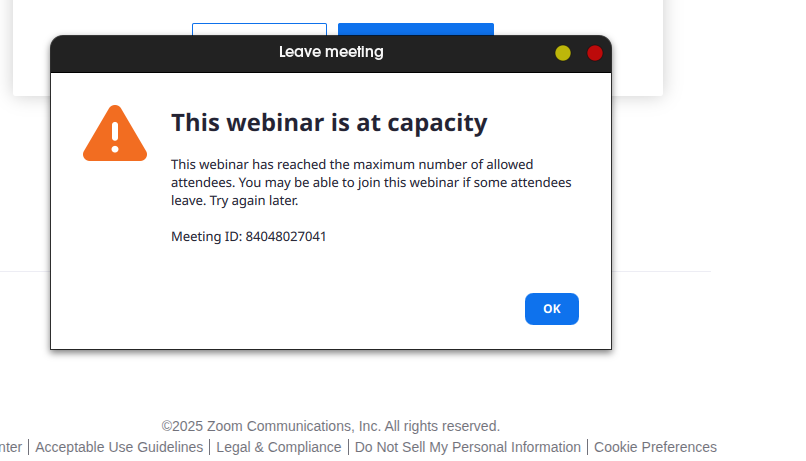 Leave meeting
This webinar is at capacity
This webinar has reached the maximum number of allowed
attendees. You may be able to join this webinar if some attendees
leave. Try again later.
Meeting ID: 84048027041
OK
©2025 Zoom Communications, Inc. All rights reserved.
nter | Acceptable Use Guidelines | Legal & Compliance | Do Not Sell My Personal Information | Cookie Preferences